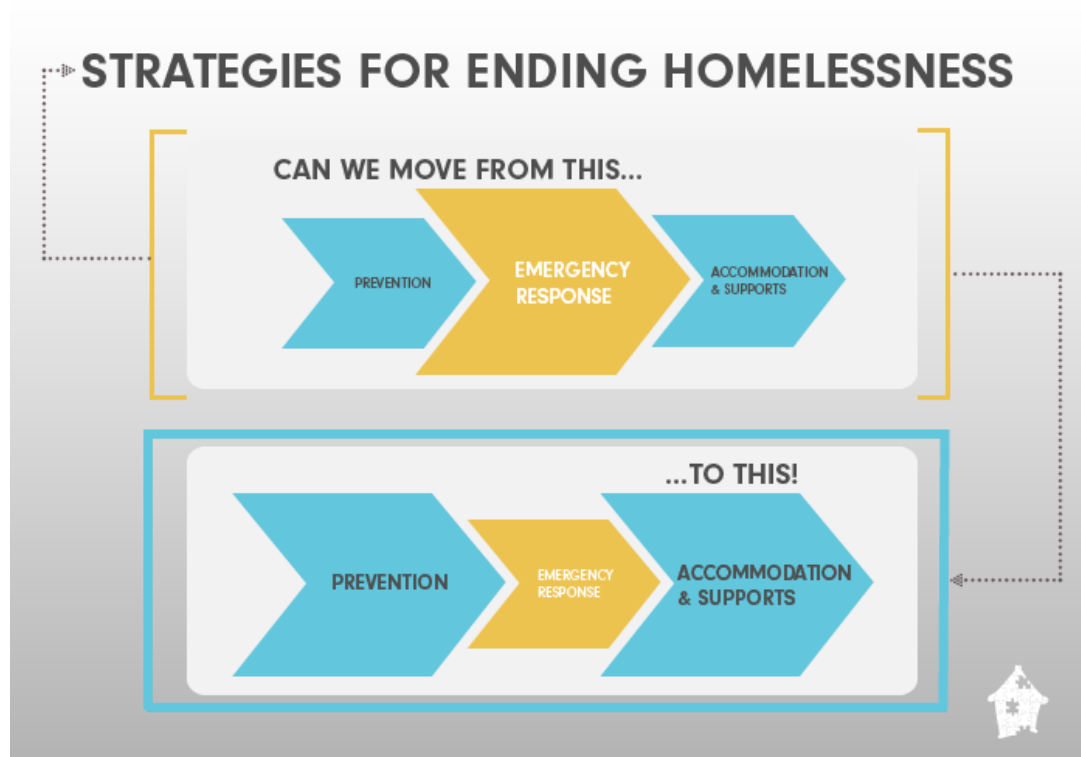 STRATEGIES FOR ENDING HOMELESSNESS
CAN WE MOVE FROM THIS...
PREVENTION
EMERGENCY
RESPONSE
ACCOMMODATION
& SUPPORTS
...TO THIS!
PREVENTION
EMERGENCY
RESPONSE
ACCOMMODATION
& SUPPORTS